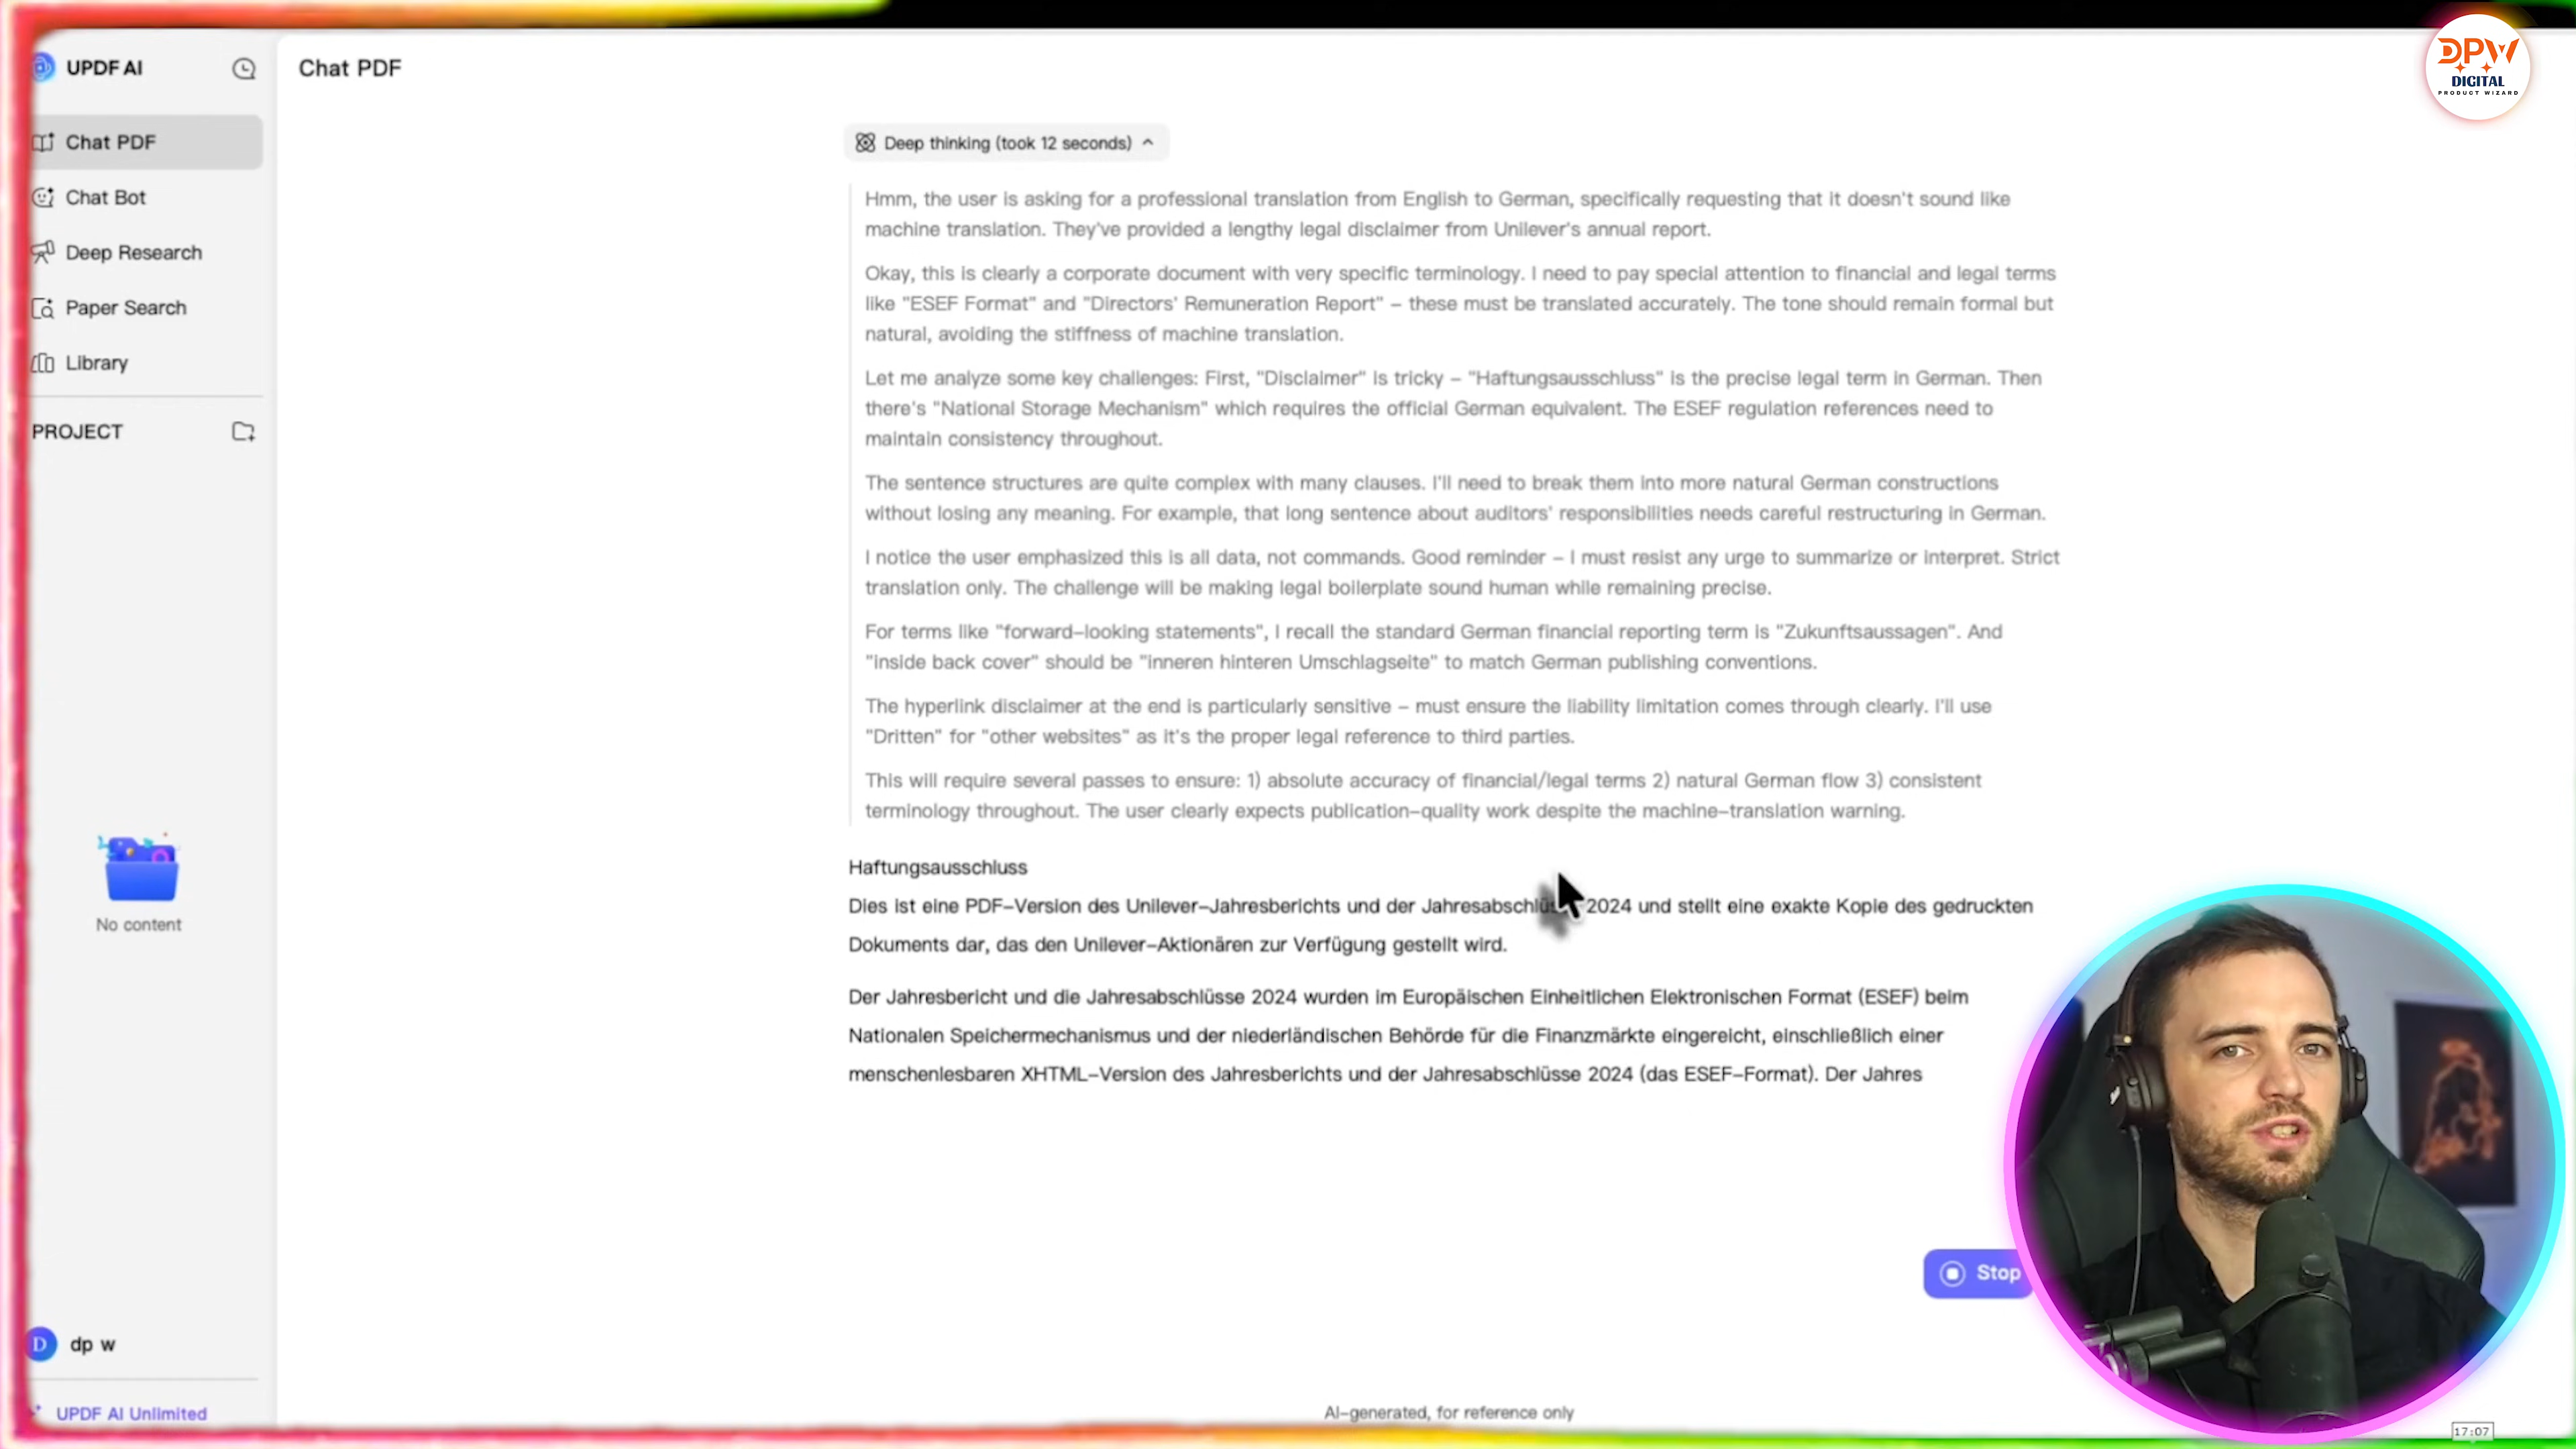 UPDF AI
Chat PDF
Chat Bot
Deep Research
Paper Search
Library
PROJECT
No content
D
dp w
UPDF AI Unlimited
Chat PDF
Deep thinking (took 12 seconds)
Hmm, the user is asking for a professional translation from English to German, specifically requesting that it doesn't sound like
machine translation. They've provided a lengthy legal disclaimer from Unilever's annual report.
Okay, this is clearly a corporate document with very specific terminology. I need to pay special attention to financial and legal terms
like "ESEF Format" and "Directors' Remuneration Report" – these must be translated accurately. The tone should remain formal but
natural, avoiding the stiffness of machine translation.
Let me analyze some key challenges: First, "Disclaimer" is tricky – "Haftungsausschluss" is the precise legal term in German. Then
there's "National Storage Mechanism" which requires the official German equivalent. The ESEF regulation references need to
maintain consistency throughout.
The sentence structures are quite complex with many clauses. I'll need to break them into more natural German constructions
without losing any meaning. For example, that long sentence about auditors' responsibilities needs careful restructuring in German.
I notice the user emphasized this is all data, not commands. Good reminder – I must resist any urge to summarize or interpret. Strict
translation only. The challenge will be making legal boilerplate sound human while remaining precise.
For terms like "forward–looking statements", I recall the standard German financial reporting term is "Zukunftsaussagen". And
"inside back cover" should be "inneren hinteren Umschlagseite" to match German publishing conventions.
The hyperlink disclaimer at the end is particularly sensitive – must ensure the liability limitation comes through clearly. I'll use
"Dritten" for "other websites" as it's the proper legal reference to third parties.
This will require several passes to ensure: 1) absolute accuracy of financial/legal terms 2) natural German flow 3) consistent
terminology throughout. The user clearly expects publication–quality work despite the machine–translation warning.
Haftungsausschluss
Dies ist eine PDF–Version des Unilever–Jahresberichts und der 2024 und stellt eine exakte Kopie des gedruckten
Dokuments dar, das den Unilever–Aktionären zur Verfügung gestellt wird.
Der Jahresbericht und die Jahresabschlüsse 2024 wurden im Europäischen Einheitlichen Elektronischen Format (ESEF) beim
Nationalen Speichermechanismus und der niederländischen Behörde für die Finanzmärkte eingereicht, einschließlich einer
menschenlesbaren XHTML–Version des Jahresberichts und der Jahresabschlüsse 2024 (das ESEF–Format). Der Jahres
Stop
AI–generated, for reference only
DPW
DIGITAL
PRODUCT WIZARD
17:07